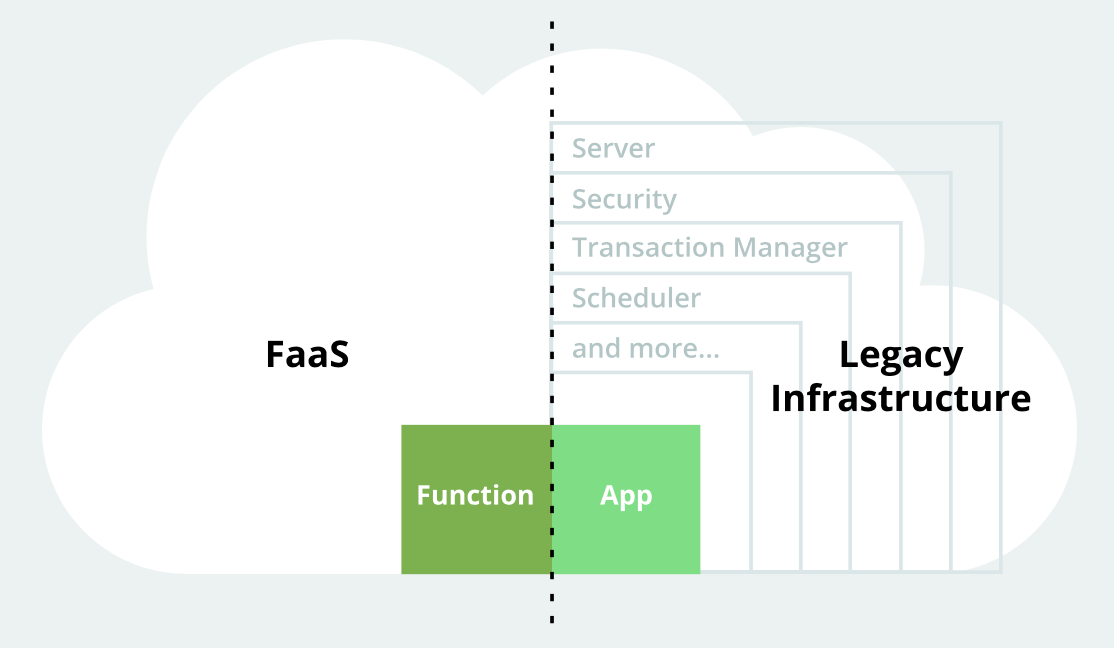 Server
Security
Transaction Manager
Scheduler
and more...
FaaS
Legacy
Infrastructure
Function
App